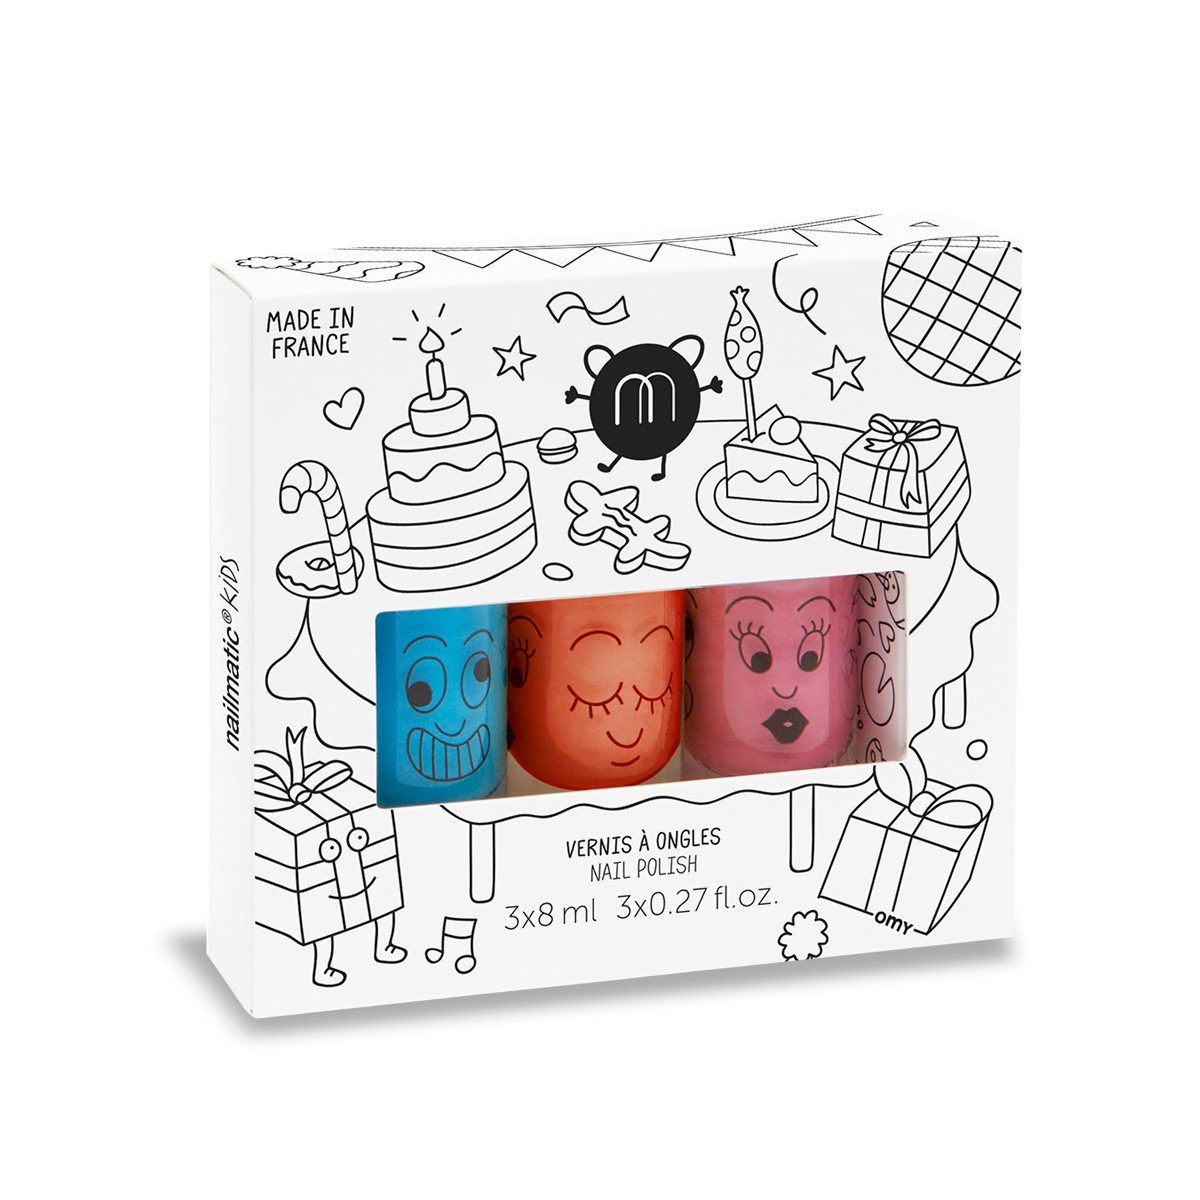 MADE IN
FRANCE
m
nailmatic® KIDS
VERNIS À ONGLES
NAIL POLISH
3x8 ml 3x0.27 fl.oz.
omy